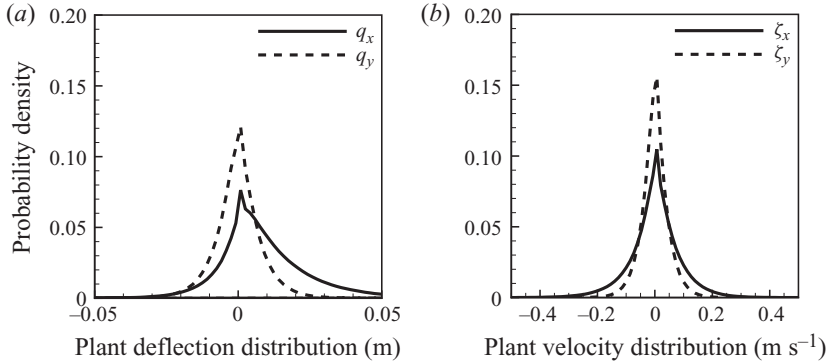 (a)
0.20
q_x
q_y
0.15
0.10
0.05
0
Probability density
−0.05 0 0.05
Plant deflection distribution (m)
(b)
0.20
ζ_x
ζ_y
0.15
0.10
0.05
0
−0.4 −0.2 0 0.2 0.4
Plant velocity distribution (m s⁻¹)